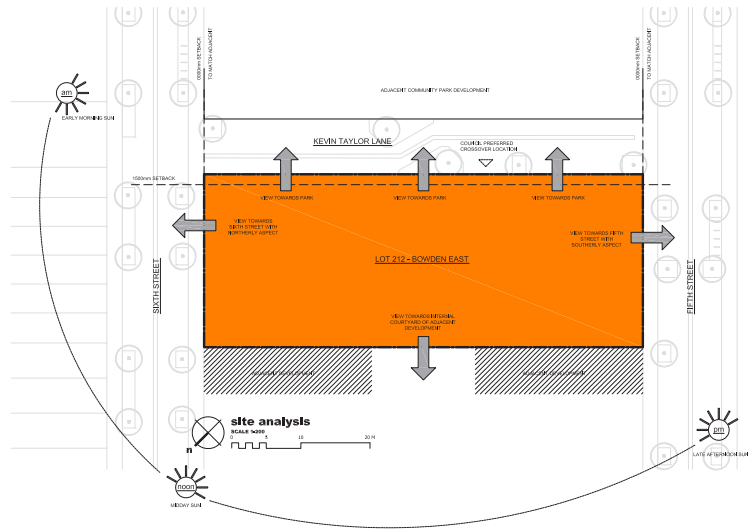 0000mm SETBACK
TO MATCH ADJACENT
0000mm SETBACK
TO MATCH ADJACENT
am
EARLY MORNING SUN
ADJACENT COMMUNITY PARK DEVELOPMENT
KEVIN TAYLOR LANE
COUNCIL PREFERRED
CROSSOVER LOCATION
1500mm SETBACK
VIEW TOWARDS PARK
VIEW TOWARDS PARK
VIEW TOWARDS PARK
VIEW TOWARDS
SIXTH STREET WITH
NORTHERLY ASPECT
VIEW TOWARDS FIFTH
STREET WITH
SOUTHERLY ASPECT
LOT 212 - BOWDEN EAST
SIXTH STREET
FIFTH STREET
VIEW TOWARDS INTERNAL
COURTYARD OF ADJACENT
DEVELOPMENT
ADJACENT DEVELOPMENT
ADJACENT DEVELOPMENT
site analysis
SCALE 1:200
0 5 10 20 M
n
pm
LATE AFTERNOON SUN
noon
MIDDAY SUN